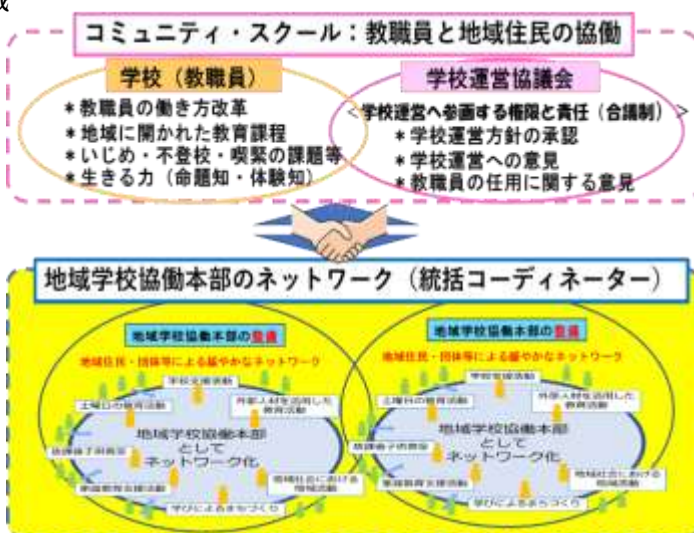 コミュニティ・スクール：教職員と地域住民の協働
学校（教職員）
＊教職員の働き方改革
＊地域に開かれた教育課程
＊いじめ・不登校・喫緊の課題等
＊生きる力（命題知・体験知）
学校運営協議会
＜学校運営へ参画する権限と責任（合議制）＞
＊学校運営方針の承認
＊学校運営への意見
＊教職員の任用に関する意見
地域学校協働本部のネットワーク（統括コーディネーター）
地域学校協働本部の整備
地域住民・団体等による緩やかなネットワーク
学校支援活動
土曜日の教育活動
外部人材を活用した
教育活動
放課後子供教室
地域学校協働本部
として
ネットワーク化
家庭教育支援活動
地域社会における
地域活動
学びによるまちづくり
地域学校協働本部の整備
地域住民・団体等による緩やかなネットワーク
学校支援活動
土曜日の教育活動
外部人材を活用した
教育活動
放課後子供教室
地域学校協働本部
として
ネットワーク化
家庭教育支援活動
地域社会における
地域活動
学びによるまちづくり